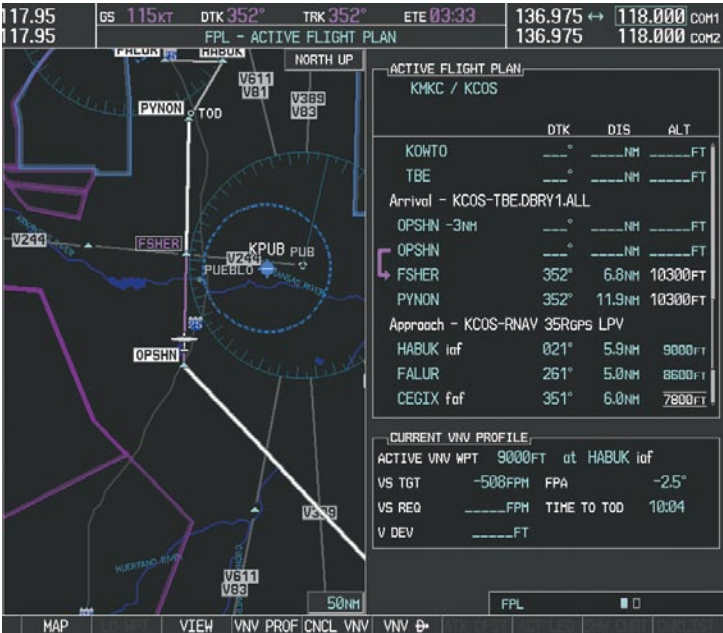 117.95 GS 115KT DTK 352° TRK 352° ETE 03:33 136.975 ↔ 118.000 COM1
117.95 FPL - ACTIVE FLIGHT PLAN 136.975 118.000 COM2
FALUR HABUK
NORTH UP
V611
V81
V389
V83
PYNON
TOD
V244
FSHER
KPUB
PUB
V244
PUEBLO
25
OPSHN
V389
HUERFANO RIVER
V611
V83
50NM
ACTIVE FLIGHT PLAN
KMKC / KCOS
DTK DIS ALT
KOWTO ___° ____NM _____FT
TBE ___° ____NM _____FT
Arrival - KCOS-TBE.DBRY1.ALL
OPSHN -3NM ___° ____NM _____FT
OPSHN ___° ____NM _____FT
FSHER 352° 6.8NM 10300FT
PYNON 352° 11.9NM 10300FT
Approach - KCOS-RNAV 35RGPS LPV
HABUK iaf 021° 5.9NM 9000FT
FALUR 261° 5.0NM 8600FT
CEGIX faf 351° 6.0NM 7800FT
CURRENT VNV PROFILE
ACTIVE VNV WPT 9000FT at HABUK iaf
VS TGT -508FPM FPA -2.5°
VS REQ _____FPM TIME TO TOD 10:04
V DEV _____FT
FPL
MAP VIEW VNV PROF CNCL VNV VNV D→